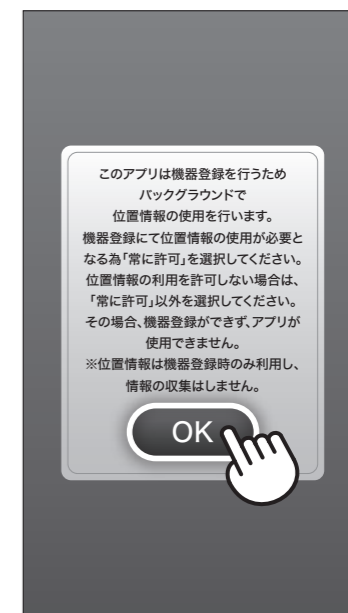 このアプリは機器登録を行うため
バックグラウンドで
位置情報の使用を行います。
機器登録にて位置情報の使用が必要と
なる為「常に許可」を選択してください。
位置情報の利用を許可しない場合は、
「常に許可」以外を選択してください。
その場合、機器登録ができず、アプリが
使用できません。
※位置情報は機器登録時のみ利用し、
情報の収集はしません。
OK